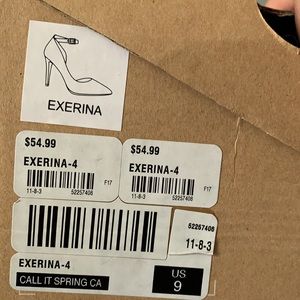 EXERINA
$54.99
EXERINA-4
F17
11-8-3 52257408
$54.99
EXERINA-4
F17
11-8-3 52257408
52257408
11-8-3
EXERINA-4
CALL IT SPRING CA
US
9